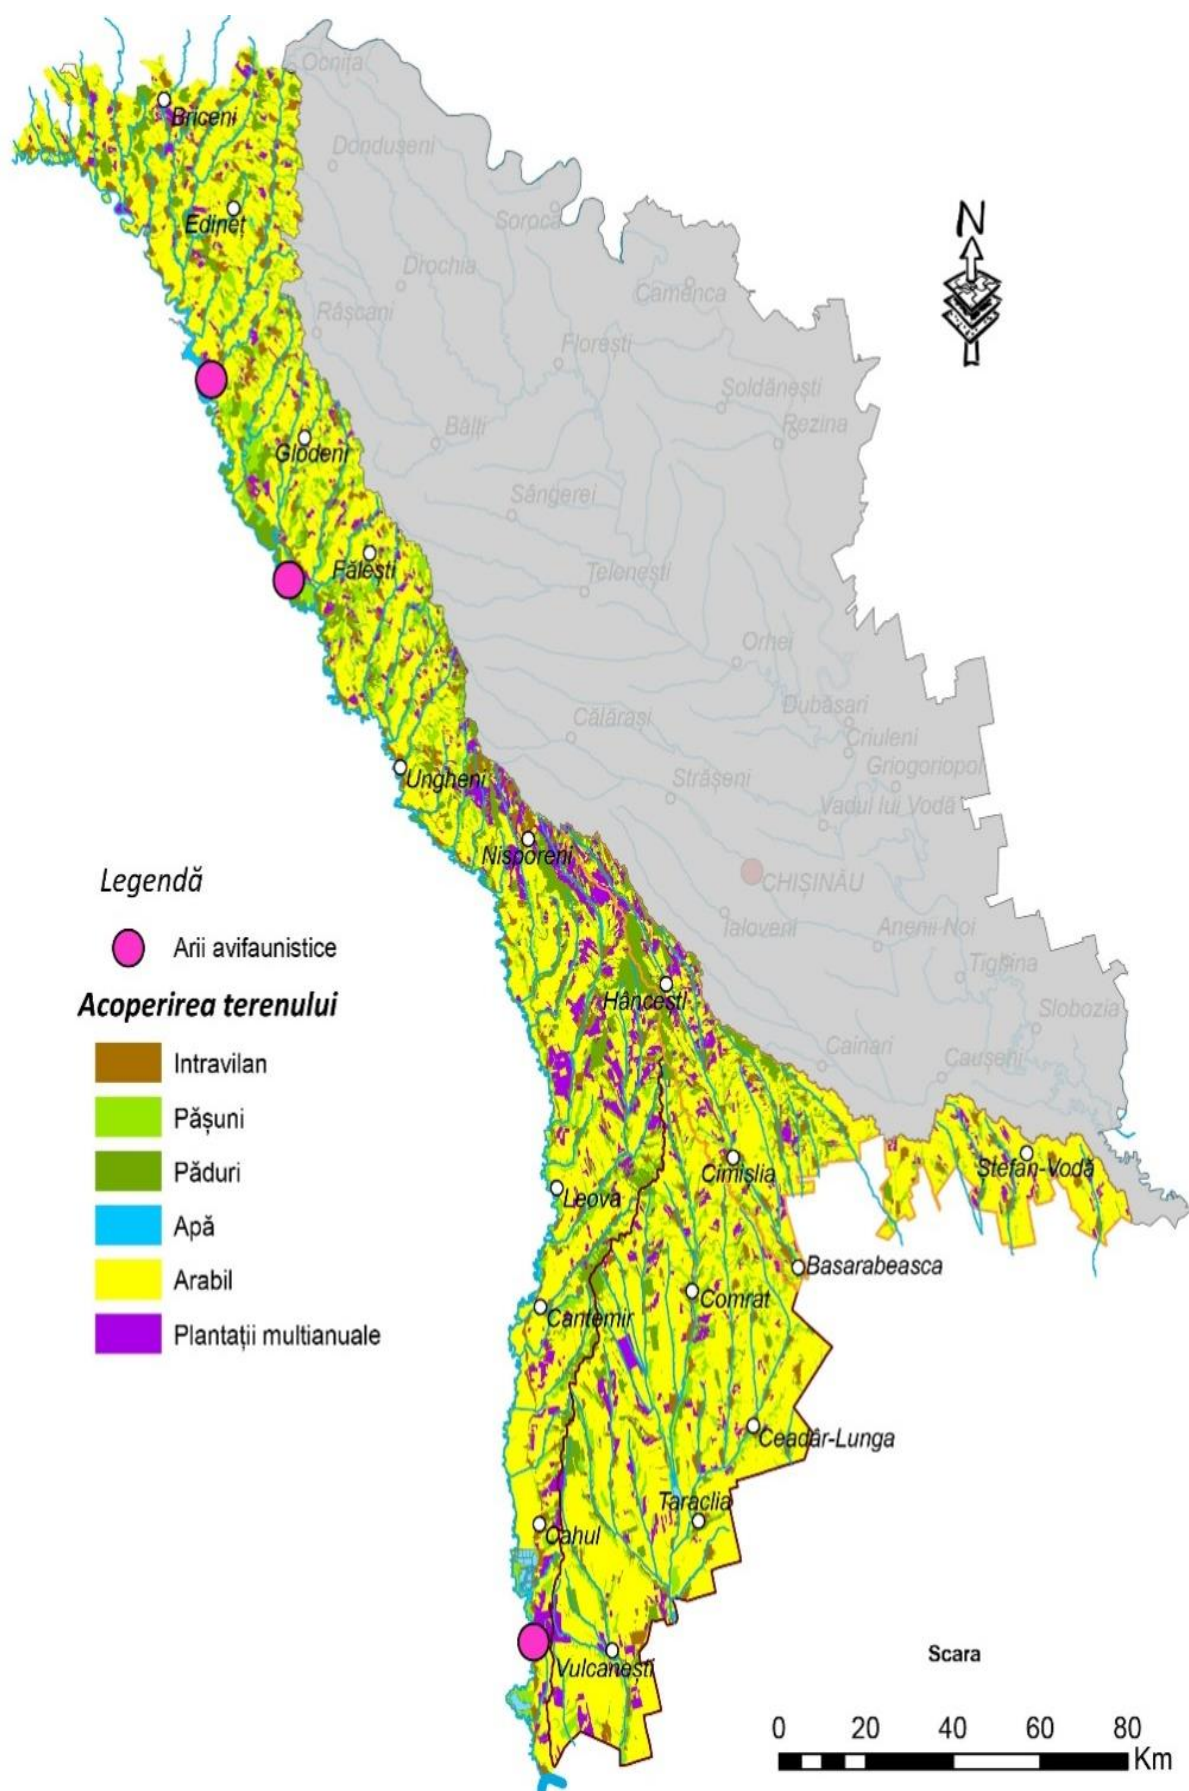 Ocnița
Briceni
Dondușeni
N
Edineț
Soroca
Drochia
Camenca
Râșcani
Florești
Șoldănești
Glodeni
Bălți
Rezina
Sângerei
Fălești
Telenești
Orhei
Dubăsari
Călărași
Criuleni
Ungheni
Strășeni
Griogoriopol
Vadul lui Vodă
Nisporeni
Legendă
CHIȘINĂU
Ialoveni
Anenii Noi
Arii avifaunistice
Tighina
Acoperirea terenului
Hâncești
Slobozia
Cainari
Căușeni
Intravilan
Pășuni
Păduri
Cimișlia
Ștefan-Vodă
Leova
Apă
Arabil
Basarabeasca
Comrat
Cantemir
Plantații multianuale
Ceadâr-Lunga
Taraclia
Cahul
Vulcanești
Scara
0 20 40 60 80
Km